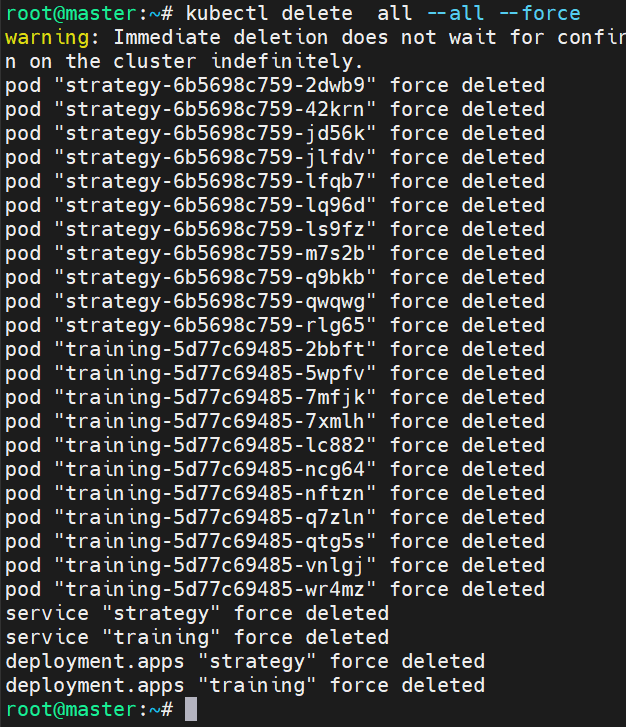 root@master:~# kubectl delete  all --all --force
warning: Immediate deletion does not wait for confir
n on the cluster indefinitely.
pod "strategy-6b5698c759-2dwb9" force deleted
pod "strategy-6b5698c759-42krn" force deleted
pod "strategy-6b5698c759-jd56k" force deleted
pod "strategy-6b5698c759-jlfdv" force deleted
pod "strategy-6b5698c759-lfqb7" force deleted
pod "strategy-6b5698c759-lq96d" force deleted
pod "strategy-6b5698c759-ls9fz" force deleted
pod "strategy-6b5698c759-m7s2b" force deleted
pod "strategy-6b5698c759-q9bkb" force deleted
pod "strategy-6b5698c759-qwqwg" force deleted
pod "strategy-6b5698c759-rlg65" force deleted
pod "training-5d77c69485-2bbft" force deleted
pod "training-5d77c69485-5wpfv" force deleted
pod "training-5d77c69485-7mfjk" force deleted
pod "training-5d77c69485-7xmlh" force deleted
pod "training-5d77c69485-lc882" force deleted
pod "training-5d77c69485-ncg64" force deleted
pod "training-5d77c69485-nftzn" force deleted
pod "training-5d77c69485-q7zln" force deleted
pod "training-5d77c69485-qtg5s" force deleted
pod "training-5d77c69485-vnlgj" force deleted
pod "training-5d77c69485-wr4mz" force deleted
service "strategy" force deleted
service "training" force deleted
deployment.apps "strategy" force deleted
deployment.apps "training" force deleted
root@master:~#